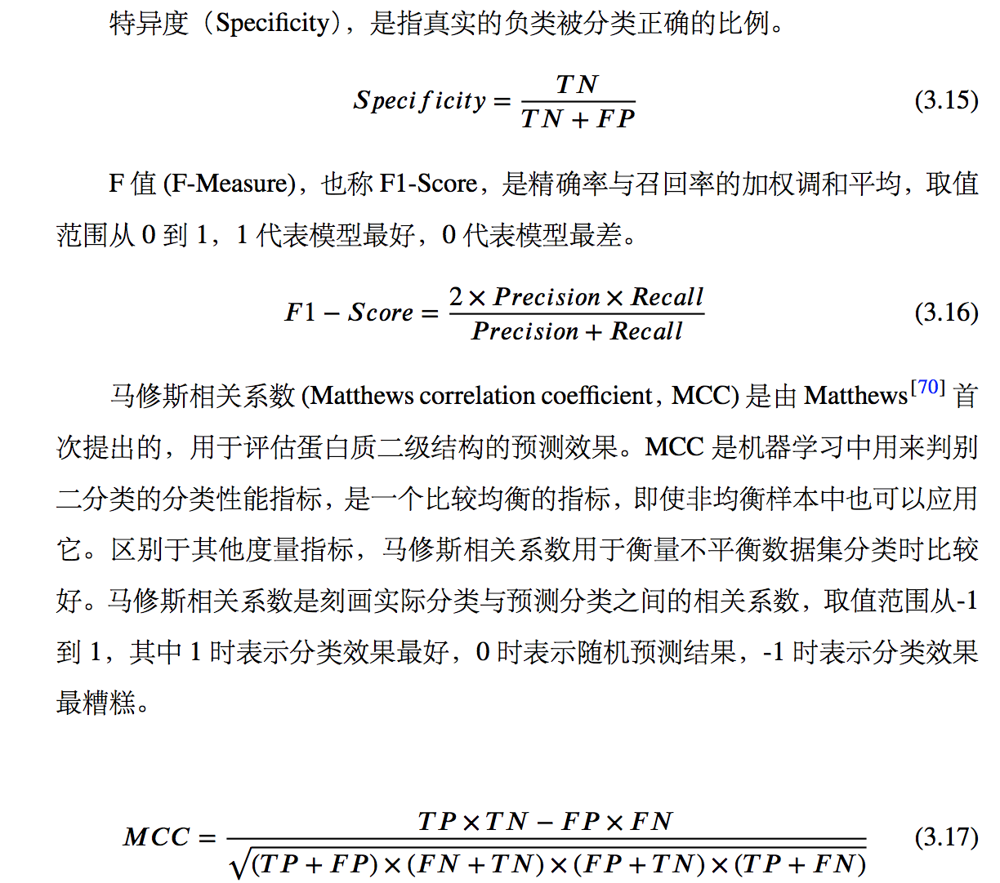 特异度（Specificity），是指真实的负类被分类正确的比例。
Specificity = \frac{TN}{TN + FP} (3.15)
F 值 (F-Measure)，也称 F1-Score，是精确率与召回率的加权调和平均，取值
范围从 0 到 1，1 代表模型最好，0 代表模型最差。
F1 − Score = \frac{2 × Precision × Recall}{Precision + Recall} (3.16)
马修斯相关系数 (Matthews correlation coefficient, MCC) 是由 Matthews[70] 首
次提出的，用于评估蛋白质二级结构的预测效果。MCC 是机器学习中用来判别
二分类的分类性能指标，是一个比较均衡的指标，即使非均衡样本中也可以应用
它。区别于其他度量指标，马修斯相关系数用于衡量不平衡数据集分类时比较
好。马修斯相关系数是刻画实际分类与预测分类之间的相关系数，取值范围从-1
到 1，其中 1 时表示分类效果最好，0 时表示随机预测结果，-1 时表示分类效果
最糟糕。
MCC = \frac{TP × TN − FP × FN}{\sqrt{(TP + FP) × (FN + TN) × (FP + TN) × (TP + FN)}} (3.17)